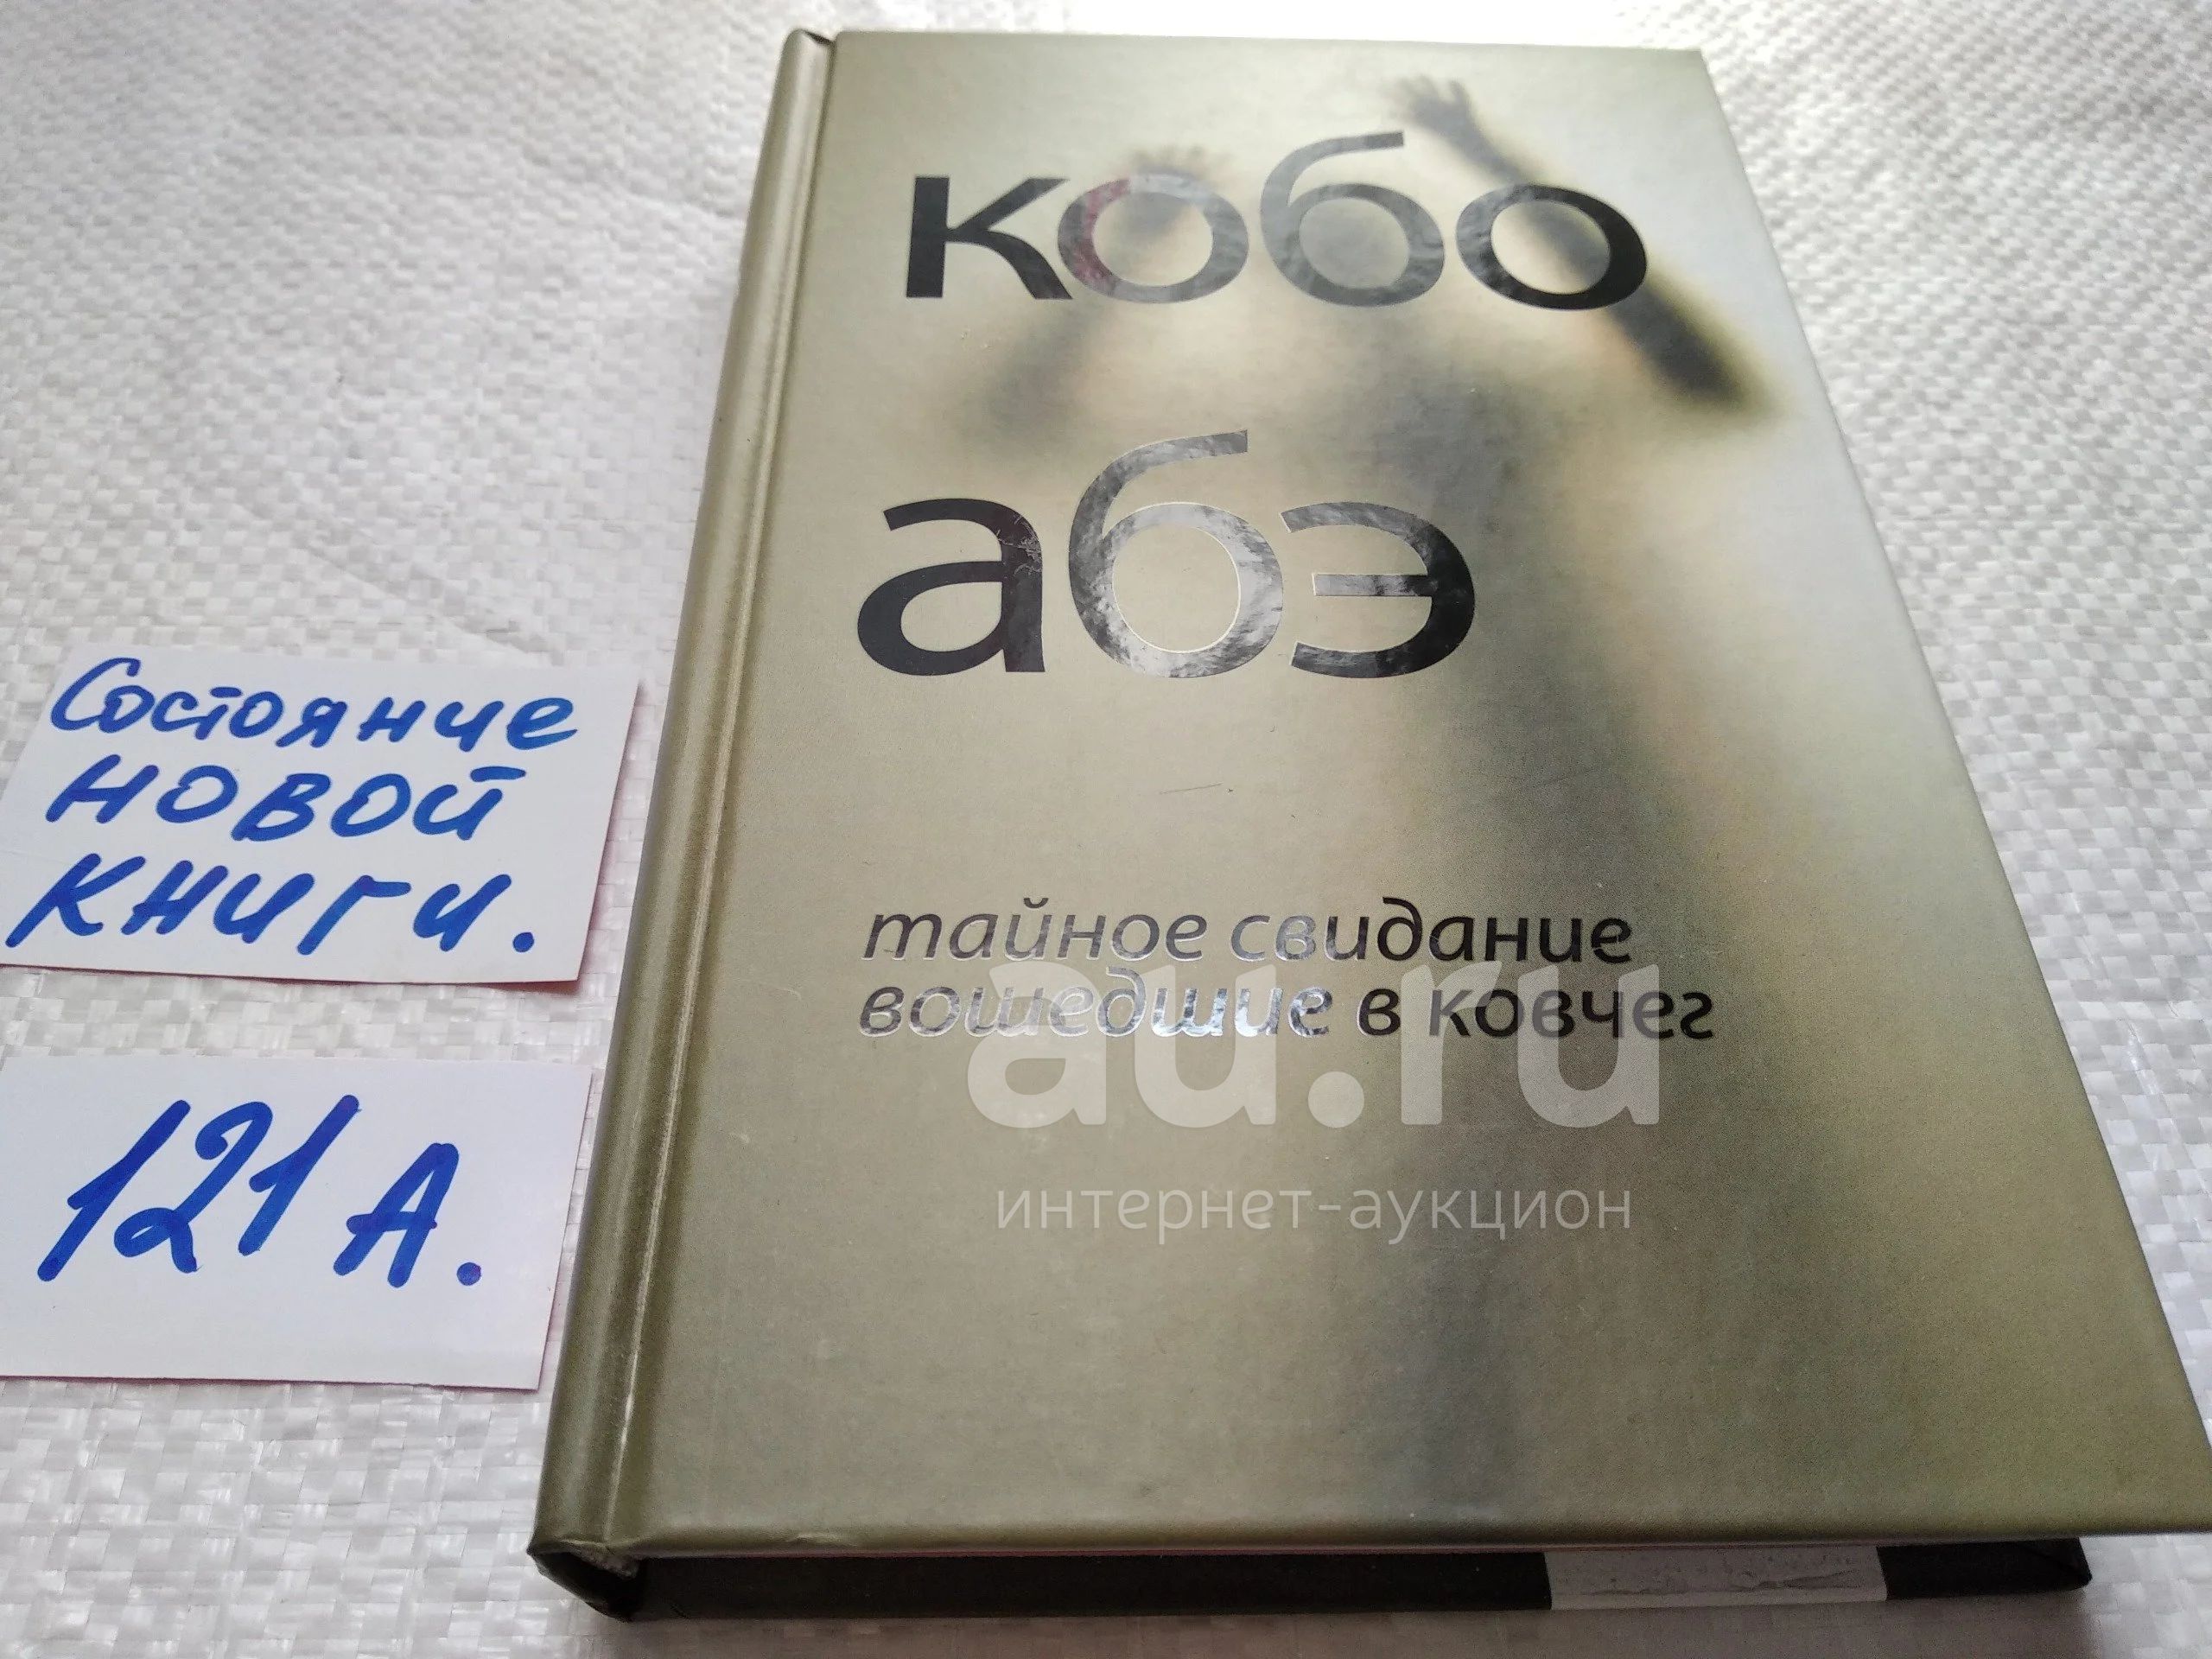 кобо
абэ
тайное свидание
вошедшие в ковчег
Состояние
новой
книги.
121 А.
au.ru
интернет-аукцион